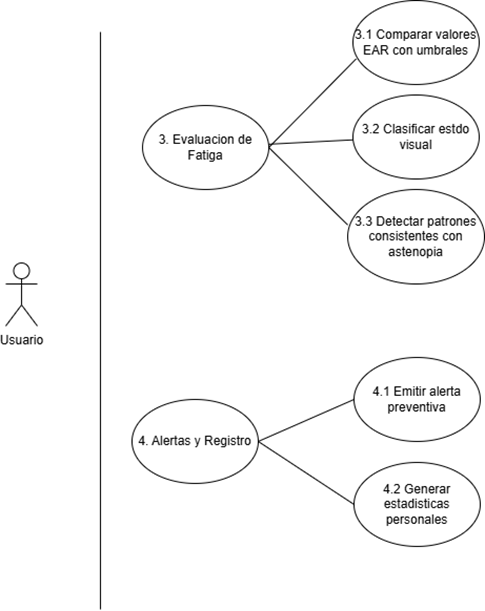 3.1 Comparar valores
EAR con umbrales
3. Evaluacion de
Fatiga
3.2 Clasificar estdo
visual
3.3 Detectar patrones
consistentes con
astenopia
Usuario
4.1 Emitir alerta
preventiva
4. Alertas y Registro
4.2 Generar
estadisticas
personales